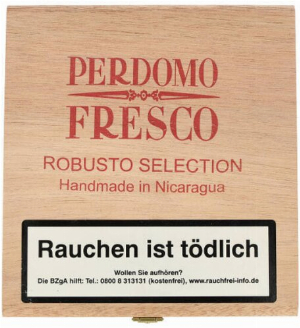 PERDOMO
FRESCO
ROBUSTO SELECTION
Handmade in Nicaragua
Rauchen ist tödlich
Wollen Sie aufhören?
Die BZgA hilft: Tel.: 0800 8 313131 (kostenfrei), www.rauchfrei-info.de